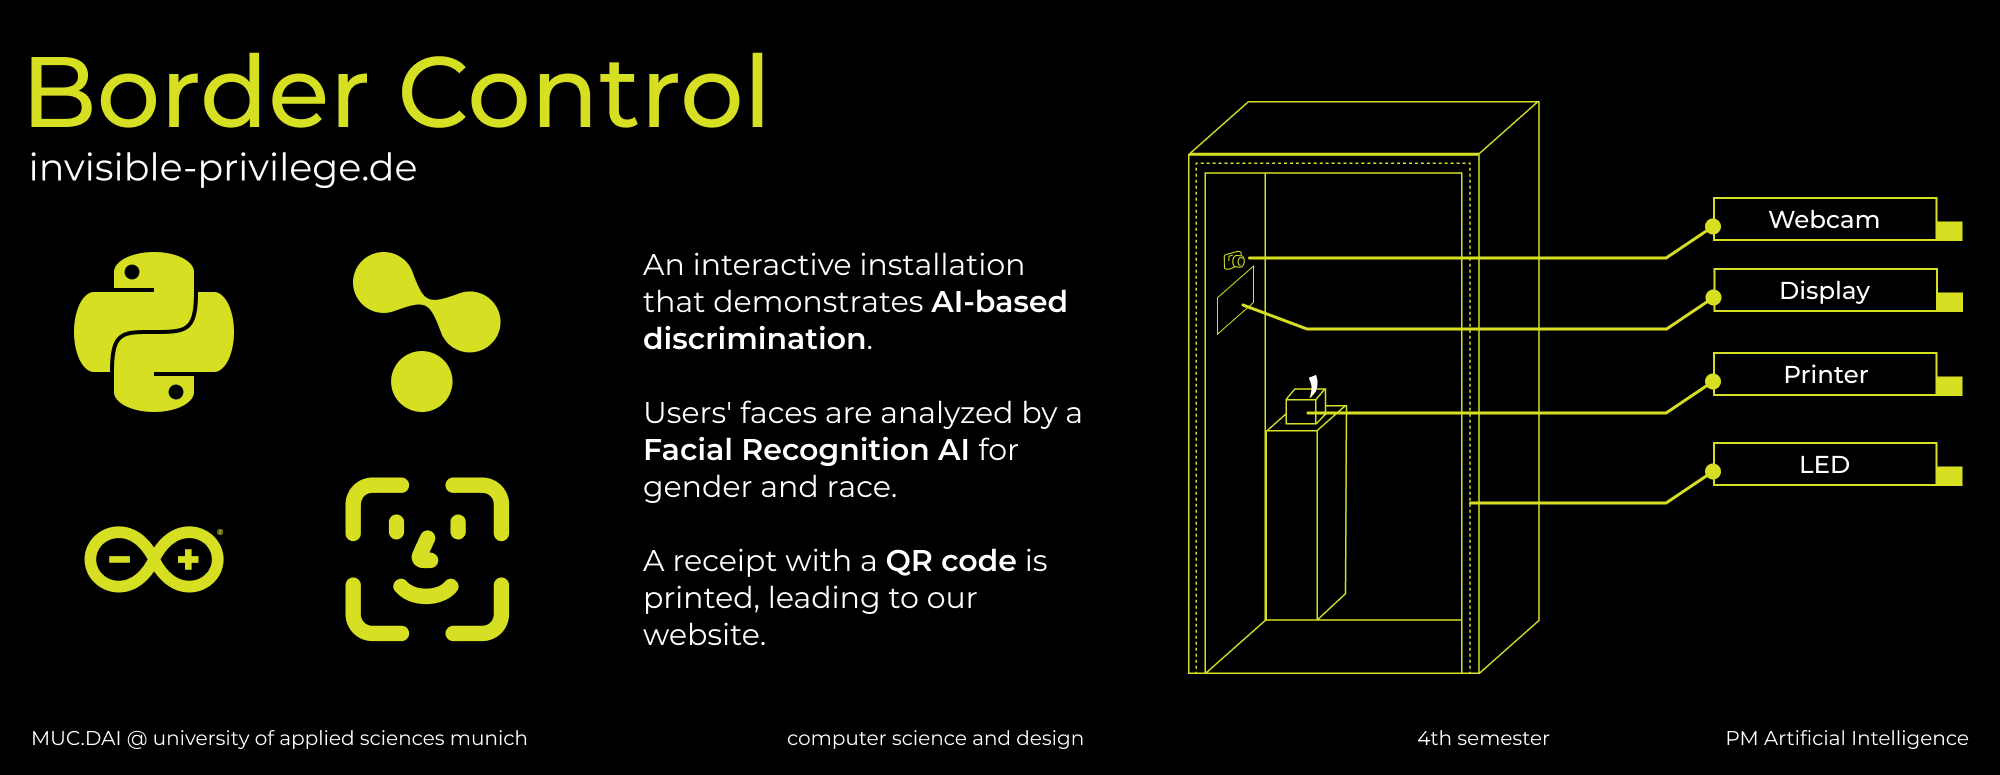 Border Control
invisible-privilege.de
An interactive installation
that demonstrates AI-based
discrimination.
Users' faces are analyzed by a
Facial Recognition AI for
gender and race.
A receipt with a QR code is
printed, leading to our
website.
Webcam
Display
Printer
LED
MUC.DAI @ university of applied sciences munich
computer science and design
4th semester
PM Artificial Intelligence